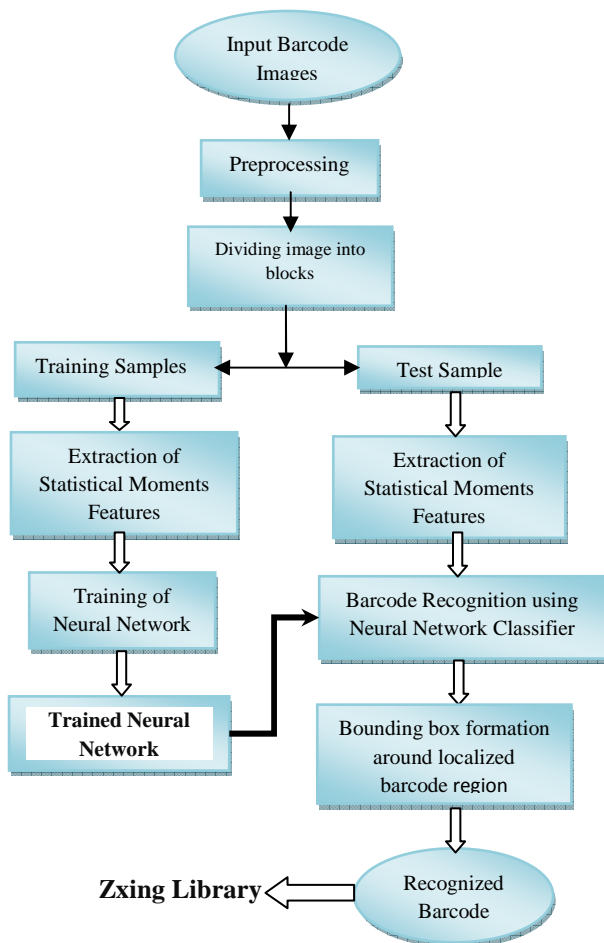 Input Barcode
Images
Preprocessing
Dividing image into
blocks
Training Samples
Test Sample
Extraction of
Statistical Moments
Features
Extraction of
Statistical Moments
Features
Training of
Neural Network
Barcode Recognition using
Neural Network Classifier
Trained Neural
Network
Bounding box formation
around localized
barcode region
Zxing Library
Recognized
Barcode